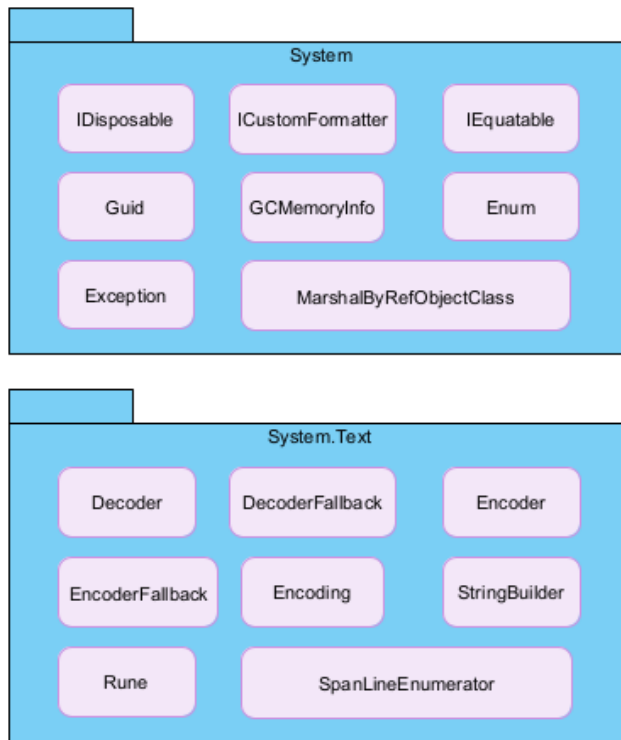 System
IDisposable
ICustomFormatter
IEquatable
Guid
GCMemoryInfo
Enum
Exception
MarshalByRefObjectClass
System.Text
Decoder
DecoderFallback
Encoder
EncoderFallback
Encoding
StringBuilder
Rune
SpanLineEnumerator